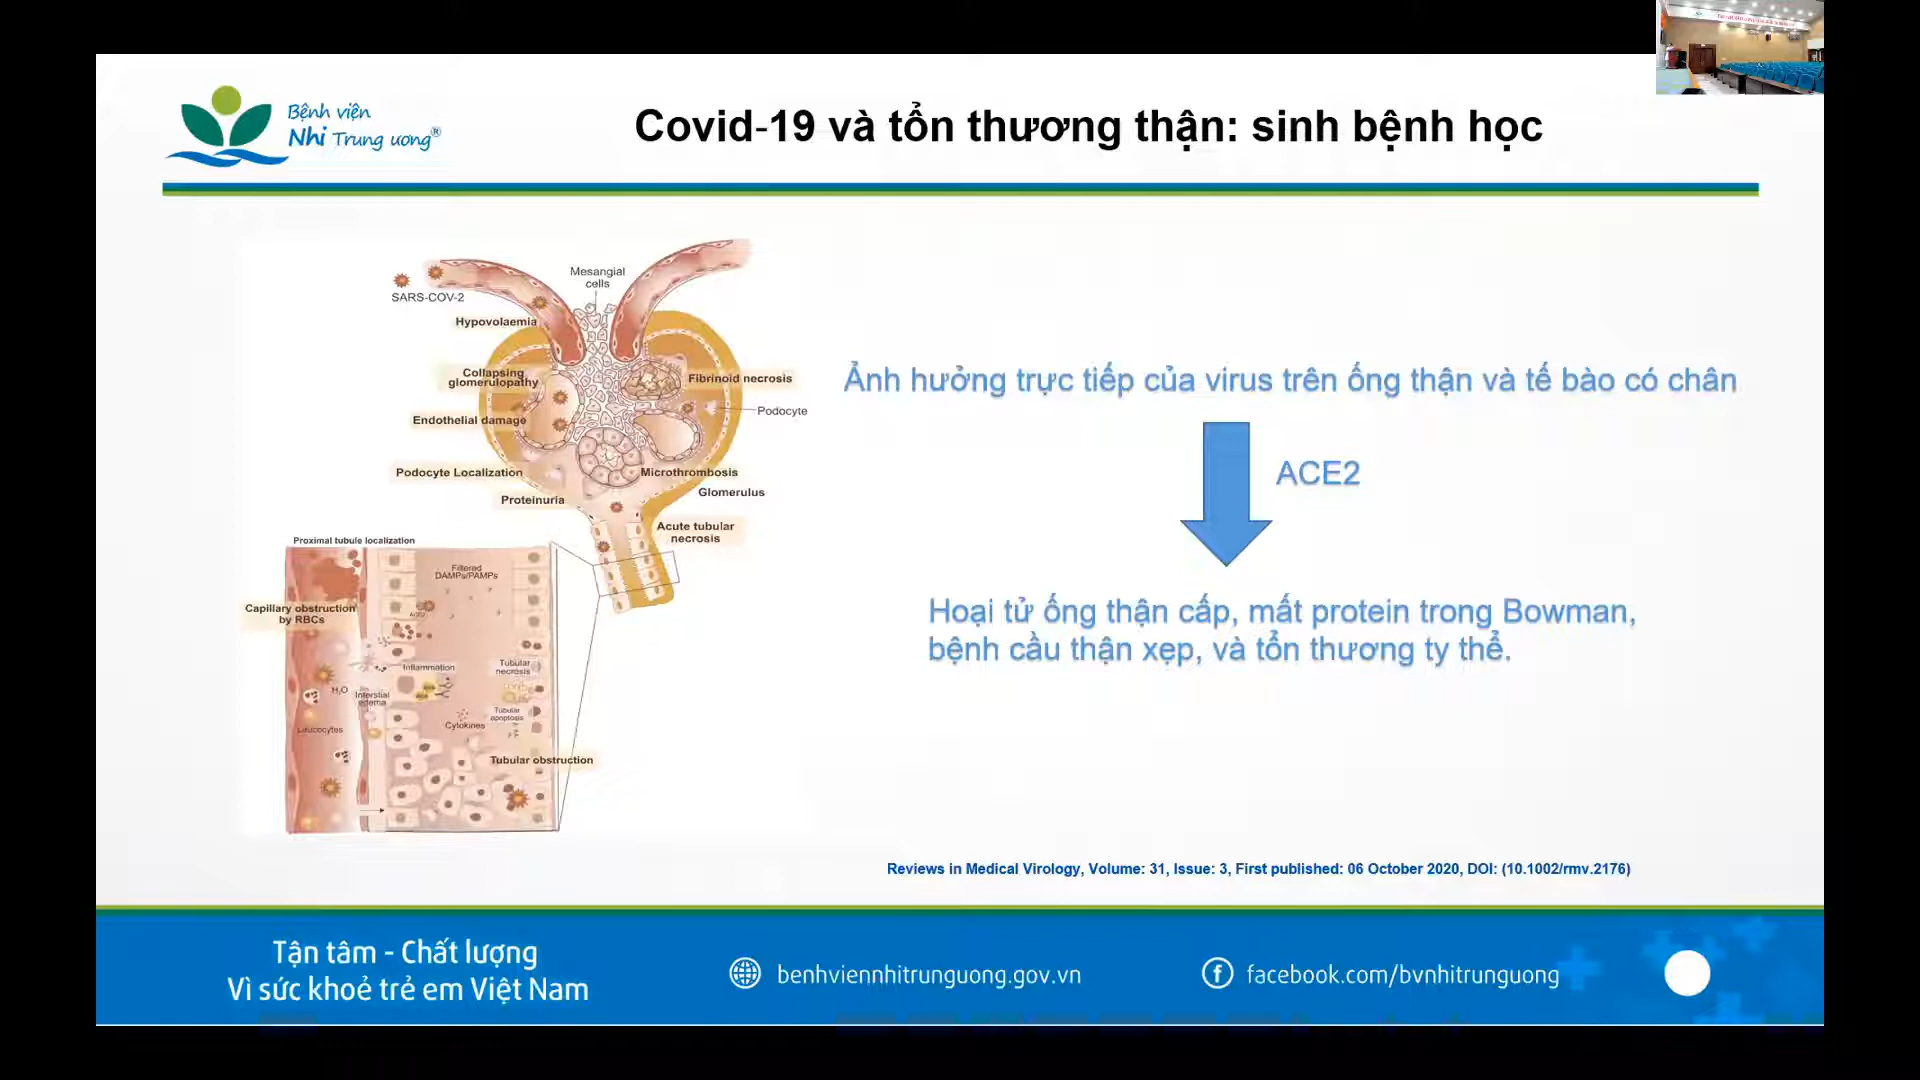 Bệnh viện
Nhi Trung ương®
Covid-19 và tổn thương thận: sinh bệnh học
Mesangial
cells
SARS-COV-2
Hypovolaemia
Collapsing
glomerulopathy
Fibrinoid necrosis
Podocyte
Endothelial damage
Podocyte Localization
Microthrombosis
Proteinuria
Glomerulus
Acute tubular
necrosis
Proximal tubule localization
Filtered
DAMPs/PAMPs
Capillary obstruction
by RBCs
ACE2
Inflammation
Tubular
necrosis
H₂O
Interstial
edema
Tubular
apoptosis
Cytokines
Leucocytes
Tubular obstruction
Ảnh hưởng trực tiếp của virus trên ống thận và tế bào có chân
ACE2
Hoại tử ống thận cấp, mất protein trong Bowman,
bệnh cầu thận xẹp, và tổn thương ty thể.
Reviews in Medical Virology, Volume: 31, Issue: 3, First published: 06 October 2020, DOI: (10.1002/rmv.2176)
Tận tâm - Chất lượng
Vì sức khoẻ trẻ em Việt Nam
benhviennhitrunguong.gov.vn
facebook.com/bvnhitrunguong